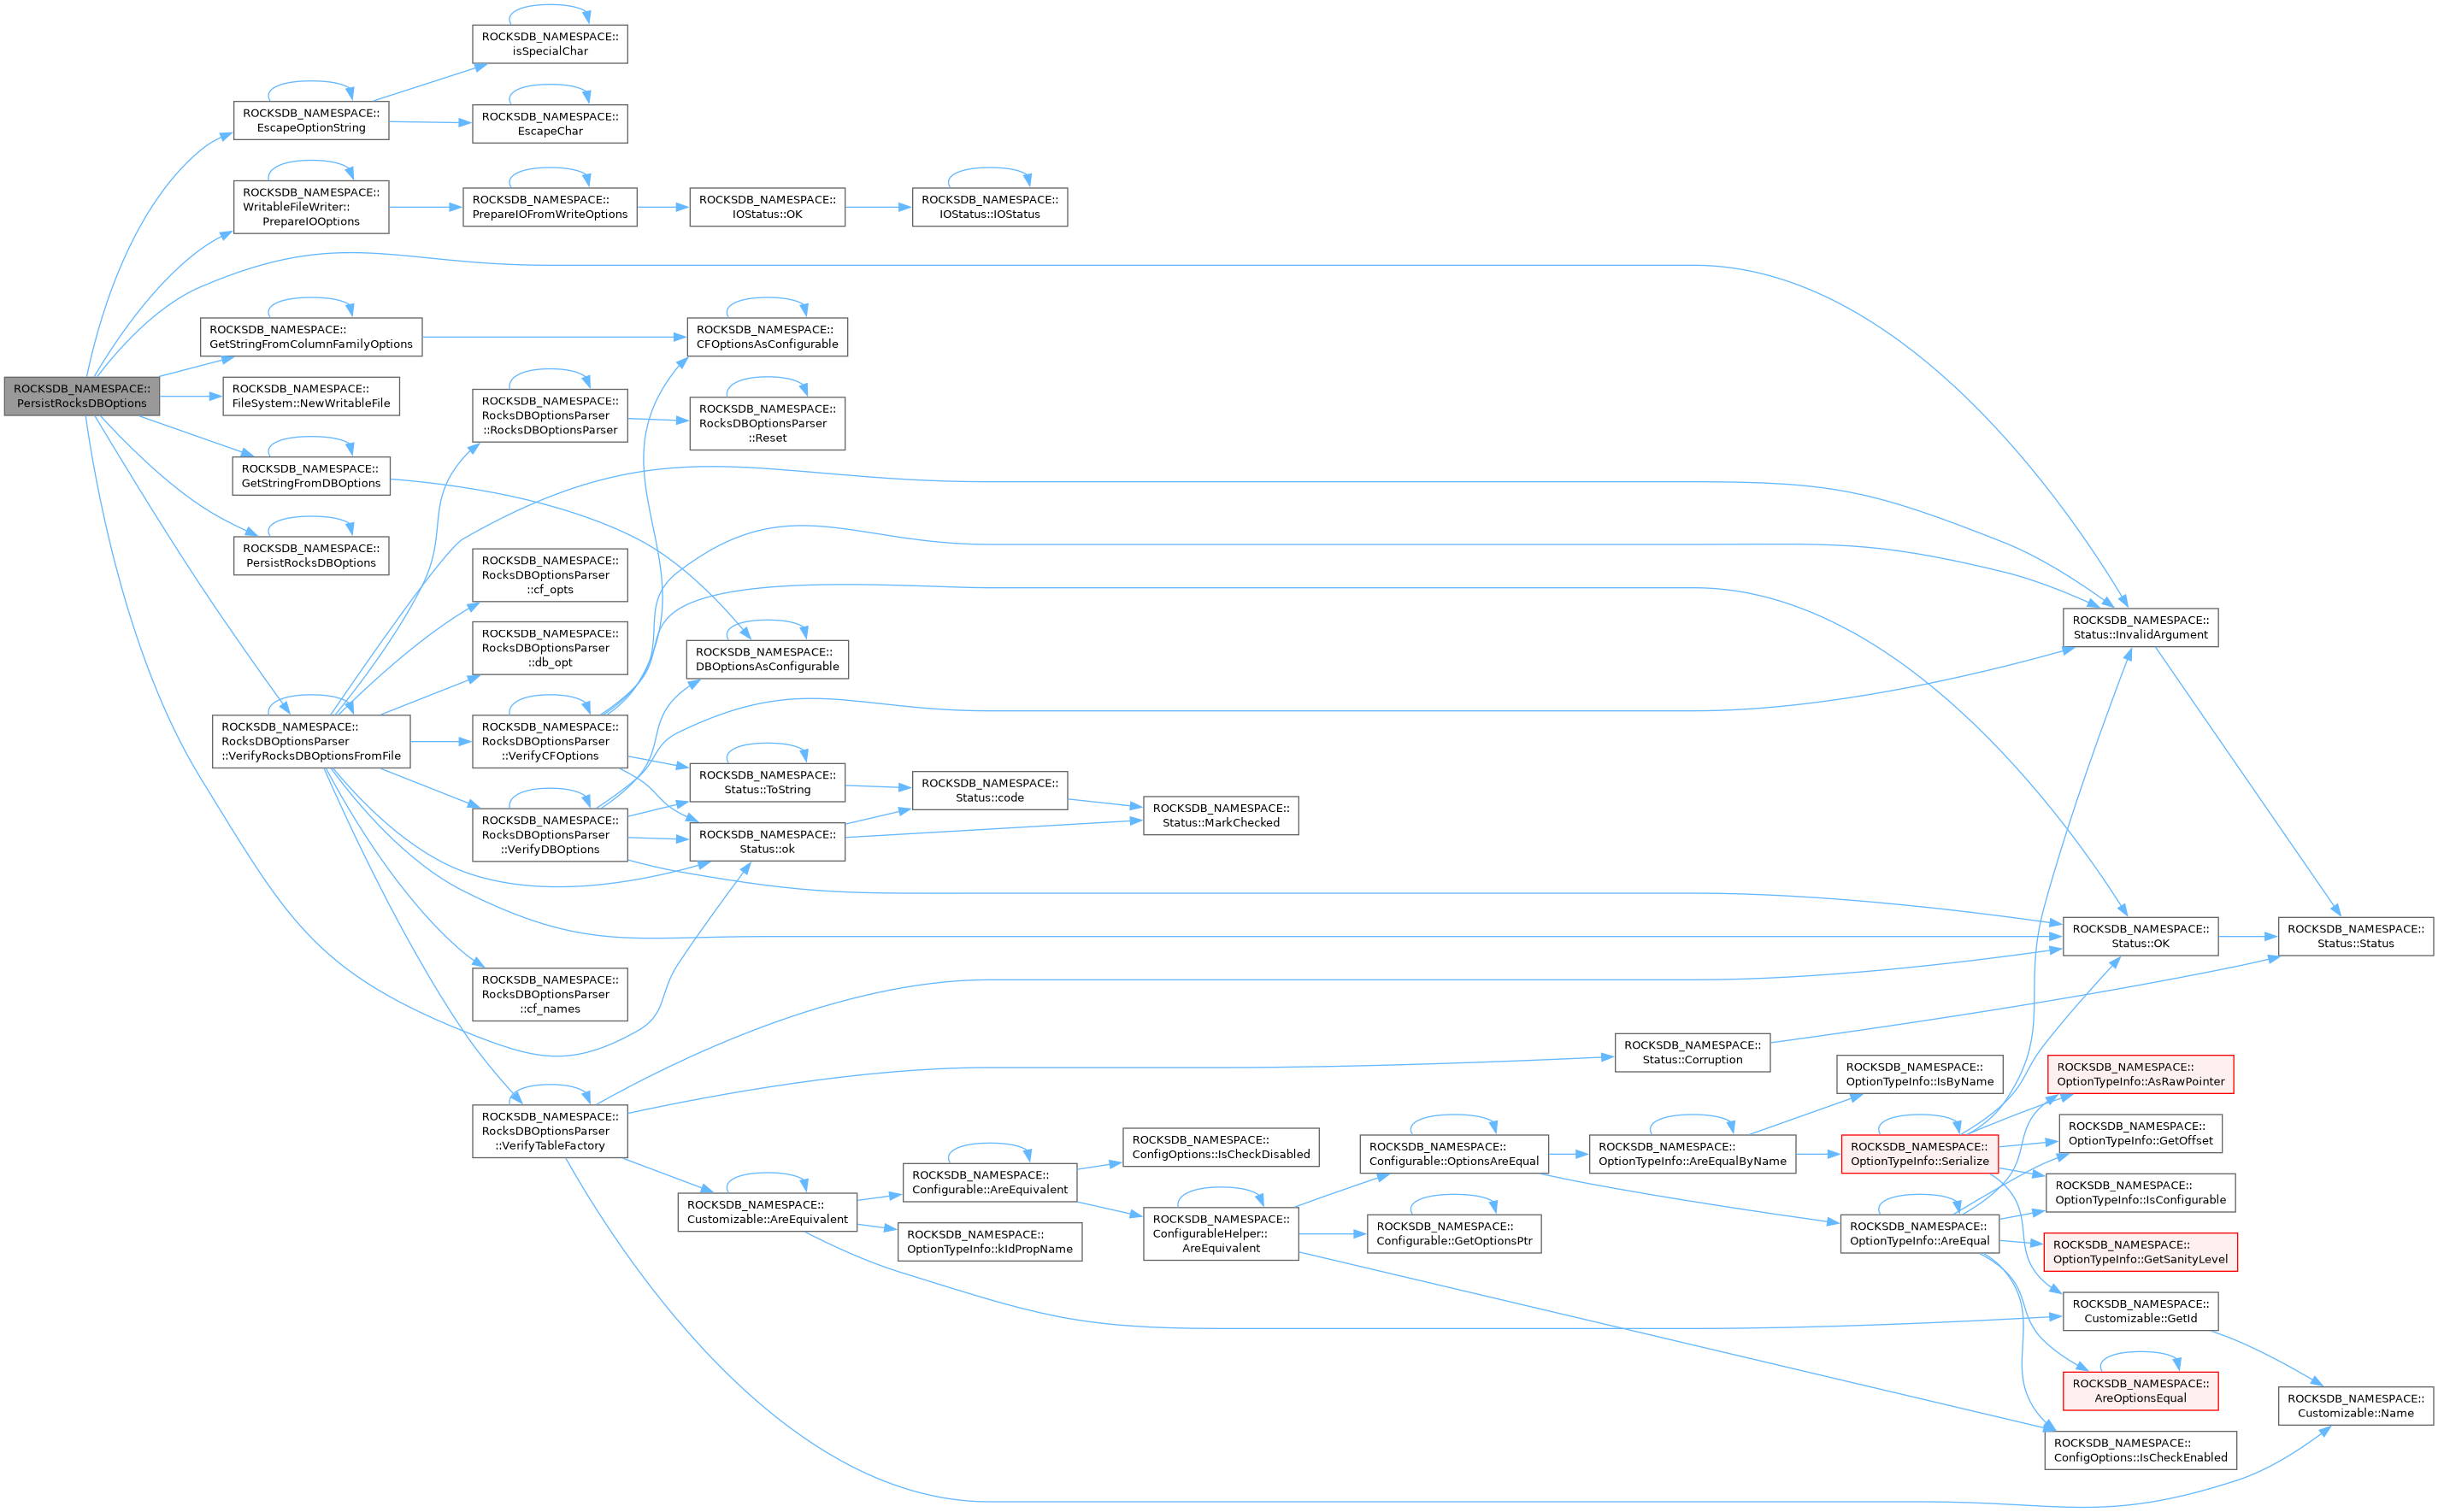 ROCKSDB_NAMESPACE::
isSpecialChar
ROCKSDB_NAMESPACE::
EscapeOptionString
ROCKSDB_NAMESPACE::
EscapeChar
ROCKSDB_NAMESPACE::
WritableFileWriter::
PrepareIOOptions
ROCKSDB_NAMESPACE::
PrepareIOFromWriteOptions
ROCKSDB_NAMESPACE::
IOStatus::OK
ROCKSDB_NAMESPACE::
IOStatus::IOStatus
ROCKSDB_NAMESPACE::
GetStringFromColumnFamilyOptions
ROCKSDB_NAMESPACE::
CFOptionsAsConfigurable
ROCKSDB_NAMESPACE::
PersistRocksDBOptions
ROCKSDB_NAMESPACE::
FileSystem::NewWritableFile
ROCKSDB_NAMESPACE::
RocksDBOptionsParser
::RocksDBOptionsParser
ROCKSDB_NAMESPACE::
RocksDBOptionsParser
::Reset
ROCKSDB_NAMESPACE::
GetStringFromDBOptions
ROCKSDB_NAMESPACE::
PersistRocksDBOptions
ROCKSDB_NAMESPACE::
RocksDBOptionsParser
::cf_opts
ROCKSDB_NAMESPACE::
RocksDBOptionsParser
::db_opt
ROCKSDB_NAMESPACE::
DBOptionsAsConfigurable
ROCKSDB_NAMESPACE::
Status::InvalidArgument
ROCKSDB_NAMESPACE::
RocksDBOptionsParser
::VerifyRocksDBOptionsFromFile
ROCKSDB_NAMESPACE::
RocksDBOptionsParser
::VerifyCFOptions
ROCKSDB_NAMESPACE::
Status::ToString
ROCKSDB_NAMESPACE::
Status::code
ROCKSDB_NAMESPACE::
Status::MarkChecked
ROCKSDB_NAMESPACE::
RocksDBOptionsParser
::VerifyDBOptions
ROCKSDB_NAMESPACE::
Status::ok
ROCKSDB_NAMESPACE::
Status::OK
ROCKSDB_NAMESPACE::
Status::Status
ROCKSDB_NAMESPACE::
RocksDBOptionsParser
::cf_names
ROCKSDB_NAMESPACE::
Status::Corruption
ROCKSDB_NAMESPACE::
OptionTypeInfo::IsByName
ROCKSDB_NAMESPACE::
OptionTypeInfo::AsRawPointer
ROCKSDB_NAMESPACE::
RocksDBOptionsParser
::VerifyTableFactory
ROCKSDB_NAMESPACE::
ConfigOptions::IsCheckDisabled
ROCKSDB_NAMESPACE::
Configurable::OptionsAreEqual
ROCKSDB_NAMESPACE::
OptionTypeInfo::AreEqualByName
ROCKSDB_NAMESPACE::
OptionTypeInfo::Serialize
ROCKSDB_NAMESPACE::
OptionTypeInfo::GetOffset
ROCKSDB_NAMESPACE::
Customizable::AreEquivalent
ROCKSDB_NAMESPACE::
Configurable::AreEquivalent
ROCKSDB_NAMESPACE::
OptionTypeInfo::IsConfigurable
ROCKSDB_NAMESPACE::
OptionTypeInfo::kIdPropName
ROCKSDB_NAMESPACE::
ConfigurableHelper::
AreEquivalent
ROCKSDB_NAMESPACE::
Configurable::GetOptionsPtr
ROCKSDB_NAMESPACE::
OptionTypeInfo::AreEqual
ROCKSDB_NAMESPACE::
OptionTypeInfo::GetSanityLevel
ROCKSDB_NAMESPACE::
Customizable::GetId
ROCKSDB_NAMESPACE::
AreOptionsEqual
ROCKSDB_NAMESPACE::
Customizable::Name
ROCKSDB_NAMESPACE::
ConfigOptions::IsCheckEnabled